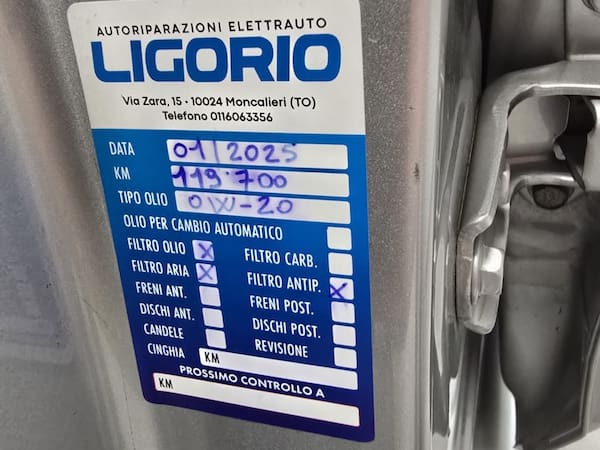 AUTORIPARAZIONI ELETTRAUTO
LIGORIO
Via Zara, 15 - 10024 Moncalieri (TO)
Telefono 0116063356
DATA 01/2025
KM 119.700
TIPO OLIO 0W-20
OLIO PER CAMBIO AUTOMATICO
FILTRO OLIO X FILTRO CARB.
FILTRO ARIA X FILTRO ANTIP. X
FRENI ANT. FRENI POST.
DISCHI ANT. DISCHI POST.
CANDELE REVISIONE
CINGHIA KM
PROSSIMO CONTROLLO A
KM